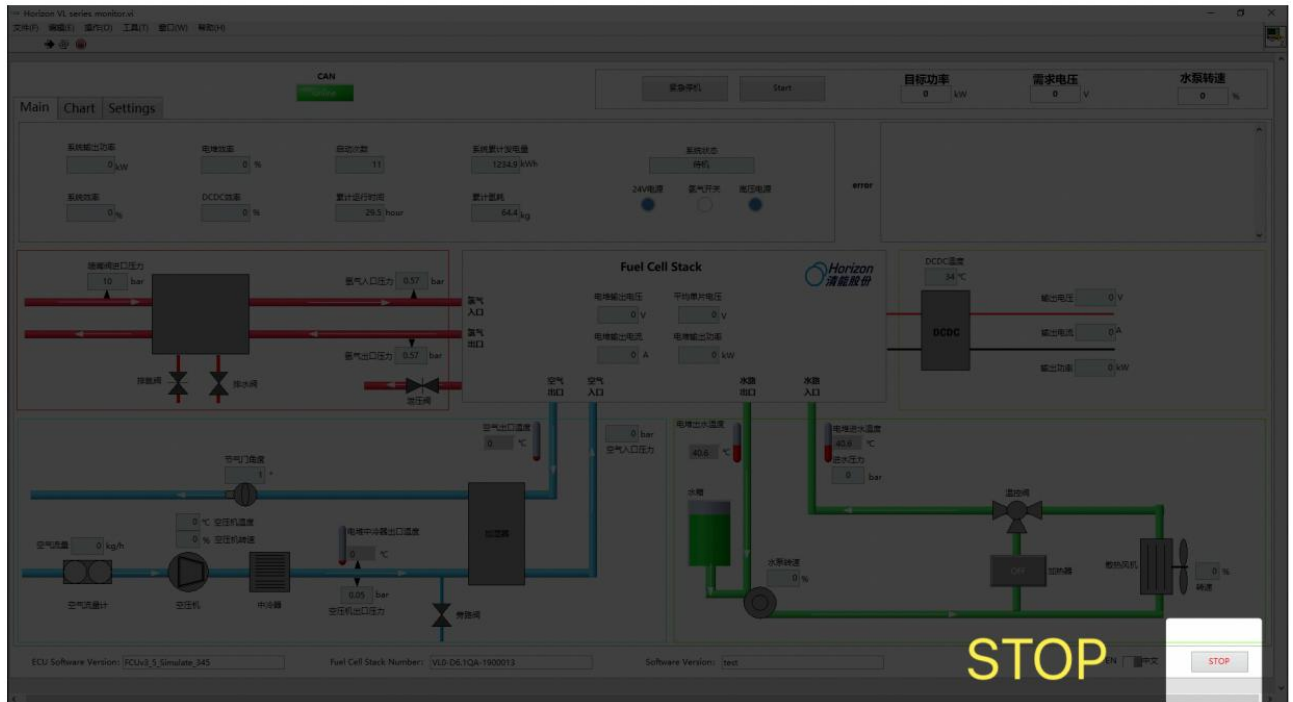 Horizon VL series monitor.vi
文件(F) 编辑(E) 操作(O) 工具(T) 窗口(W) 帮助(H)
CAN
Online
紧急停机 Start
目标功率 需求电压 水泵转速
0 kW 0 V 0 %
Main Chart Settings
系统输出功率 电堆效率 启动次数 系统累计发电量 系统状态
0 kW 0 % 11 1234.9 kWh 待机
24V电源 氢气开关 高压电源
error
系统效率 DCDC效率 累计运行时间 累计氢耗
0 % 0 % 29.5 hour 64.4 kg
Fuel Cell Stack
Horizon
清能股份
10 bar
氢气入口压力 0.57 bar
氢气入口
氢气出口
氢气出口压力 0.57 bar
排氮阀 排水阀
泄压阀
电堆输出电压 平均单片电压
0 V 0 V
电堆输出电流 电堆输出功率
0 A 0 kW
空气出口 空气入口 水路出口 水路入口
DCDC温度
34 ℃
DCDC
输出电压 0 V
输出电流 0 A
输出功率 0 kW
空气出口温度
0 ℃
0 bar
空气入口压力
节气门角度
1 °
0 ℃ 空压机温度
0 % 空压机转速
空气流量 0 kg/h
空气流量计 空压机 中冷器
电堆中冷器出口温度
0 ℃
0.05 bar
空压机出口压力
加湿器
旁路阀
电堆出水温度
40.6 ℃
电堆进水温度
40.6 ℃
进水压力
0 bar
水箱
水泵转速
0 %
温控阀
ON 加热器
散热风机
0 %
转速
ECU Software Version: FCUv3_5_Simulate_345
Fuel Cell Stack Number: VL0-D6.1QA-1900013
Software Version: test
STOP
EN 中文
STOP